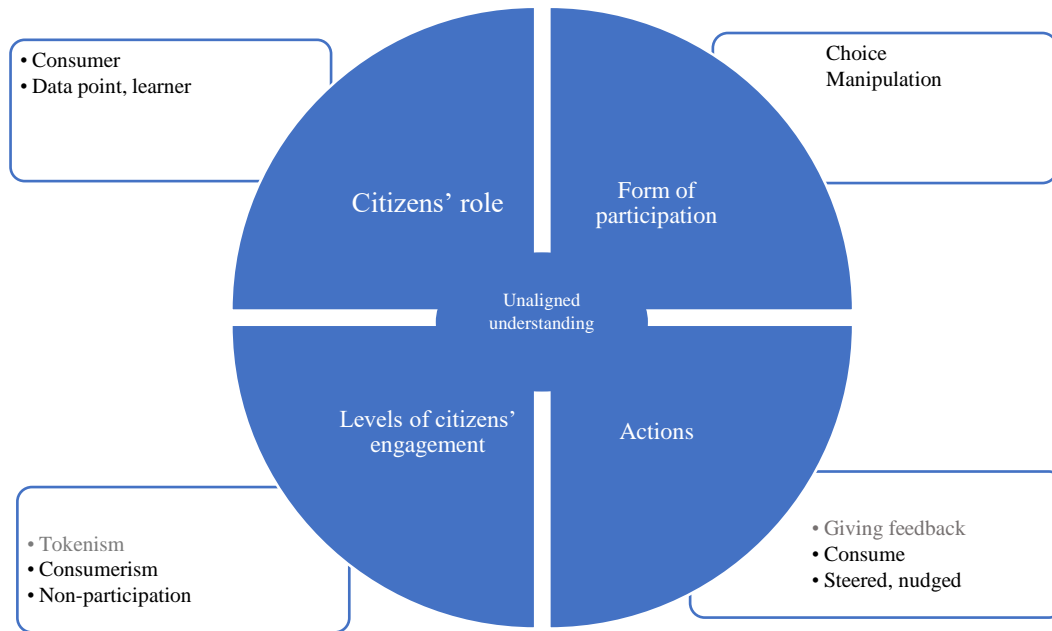 • Consumer
• Data point, learner
Choice
Manipulation
Citizens’ role
Form of
participation
Unaligned
understanding
Levels of citizens’
engagement
Actions
• Tokenism
• Consumerism
• Non-participation
• Giving feedback
• Consume
• Steered, nudged